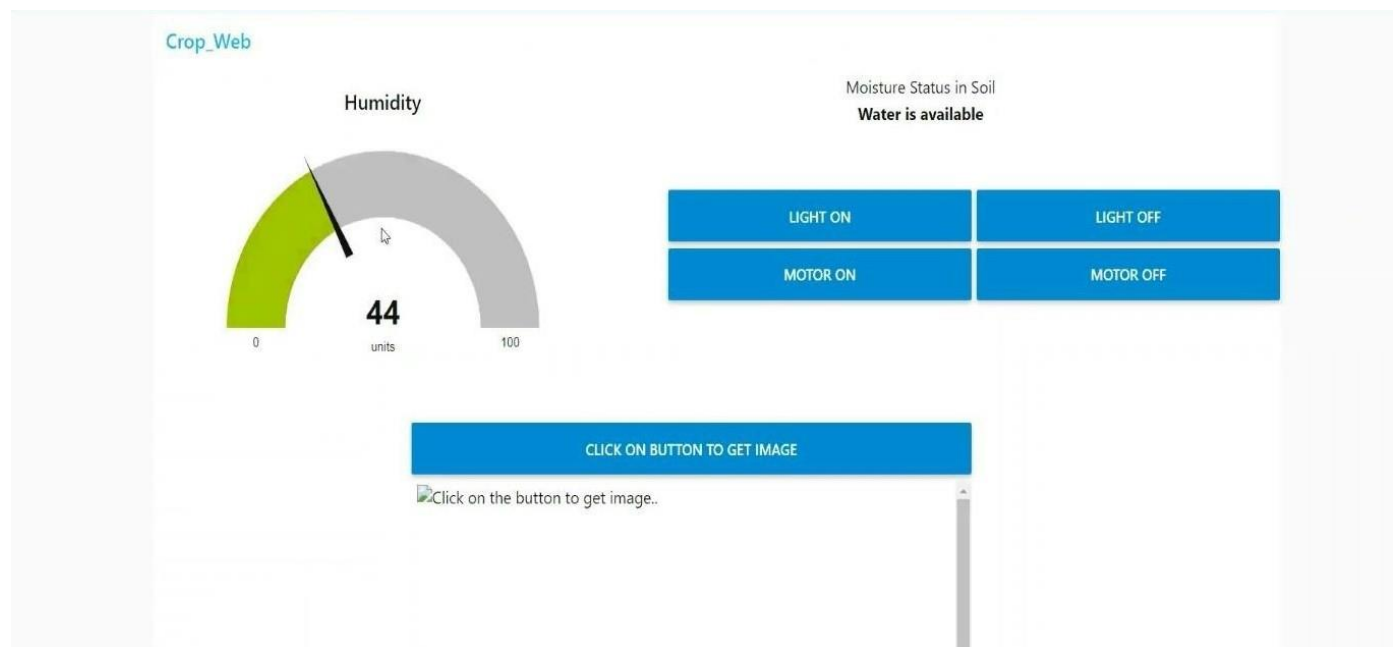 Crop_Web
Humidity
44
units
0
100
Moisture Status in Soil
Water is available
LIGHT ON
LIGHT OFF
MOTOR ON
MOTOR OFF
CLICK ON BUTTON TO GET IMAGE
Click on the button to get image..